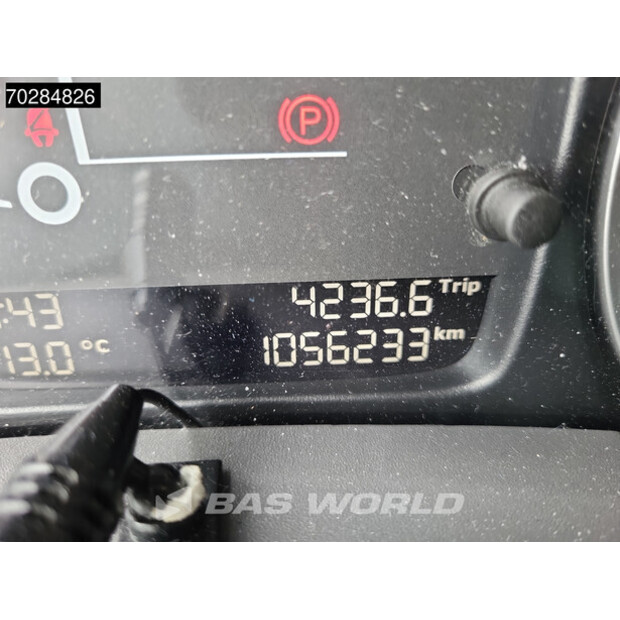 70284826
P
:43
4236.6 Trip
13.0 °C
1056233 km
BAS WORLD